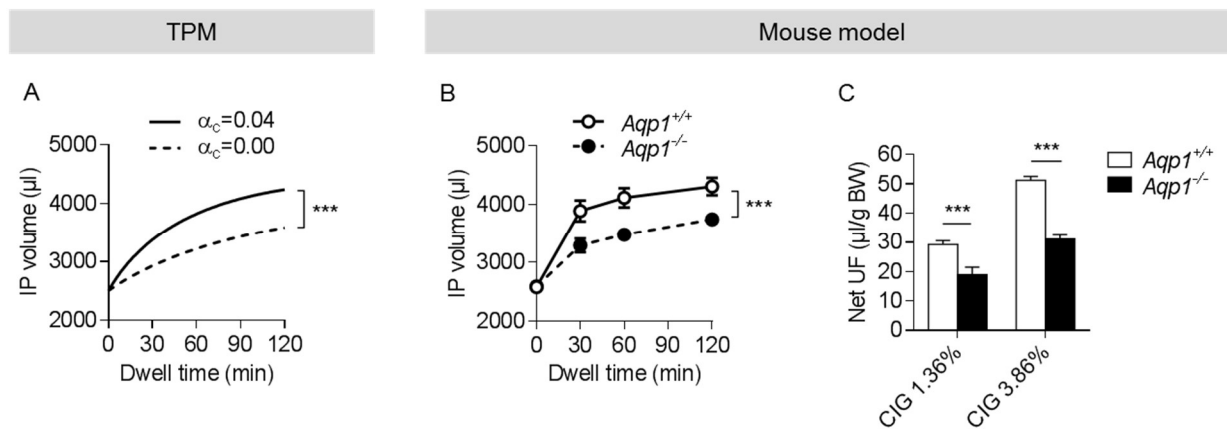 TPM
Mouse model
A
α_C=0.04
α_C=0.00
5000
4000
3000
2000
IP volume (µl)
***
0 30 60 90 120
Dwell time (min)
B
Aqp1+/+
Aqp1-/-
5000
4000
3000
2000
IP volume (µl)
***
0 30 60 90 120
Dwell time (min)
C
Aqp1+/+
Aqp1-/-
60
50
40
30
20
10
0
Net UF (µl/g BW)
***
***
CIG 1.36%
CIG 3.86%